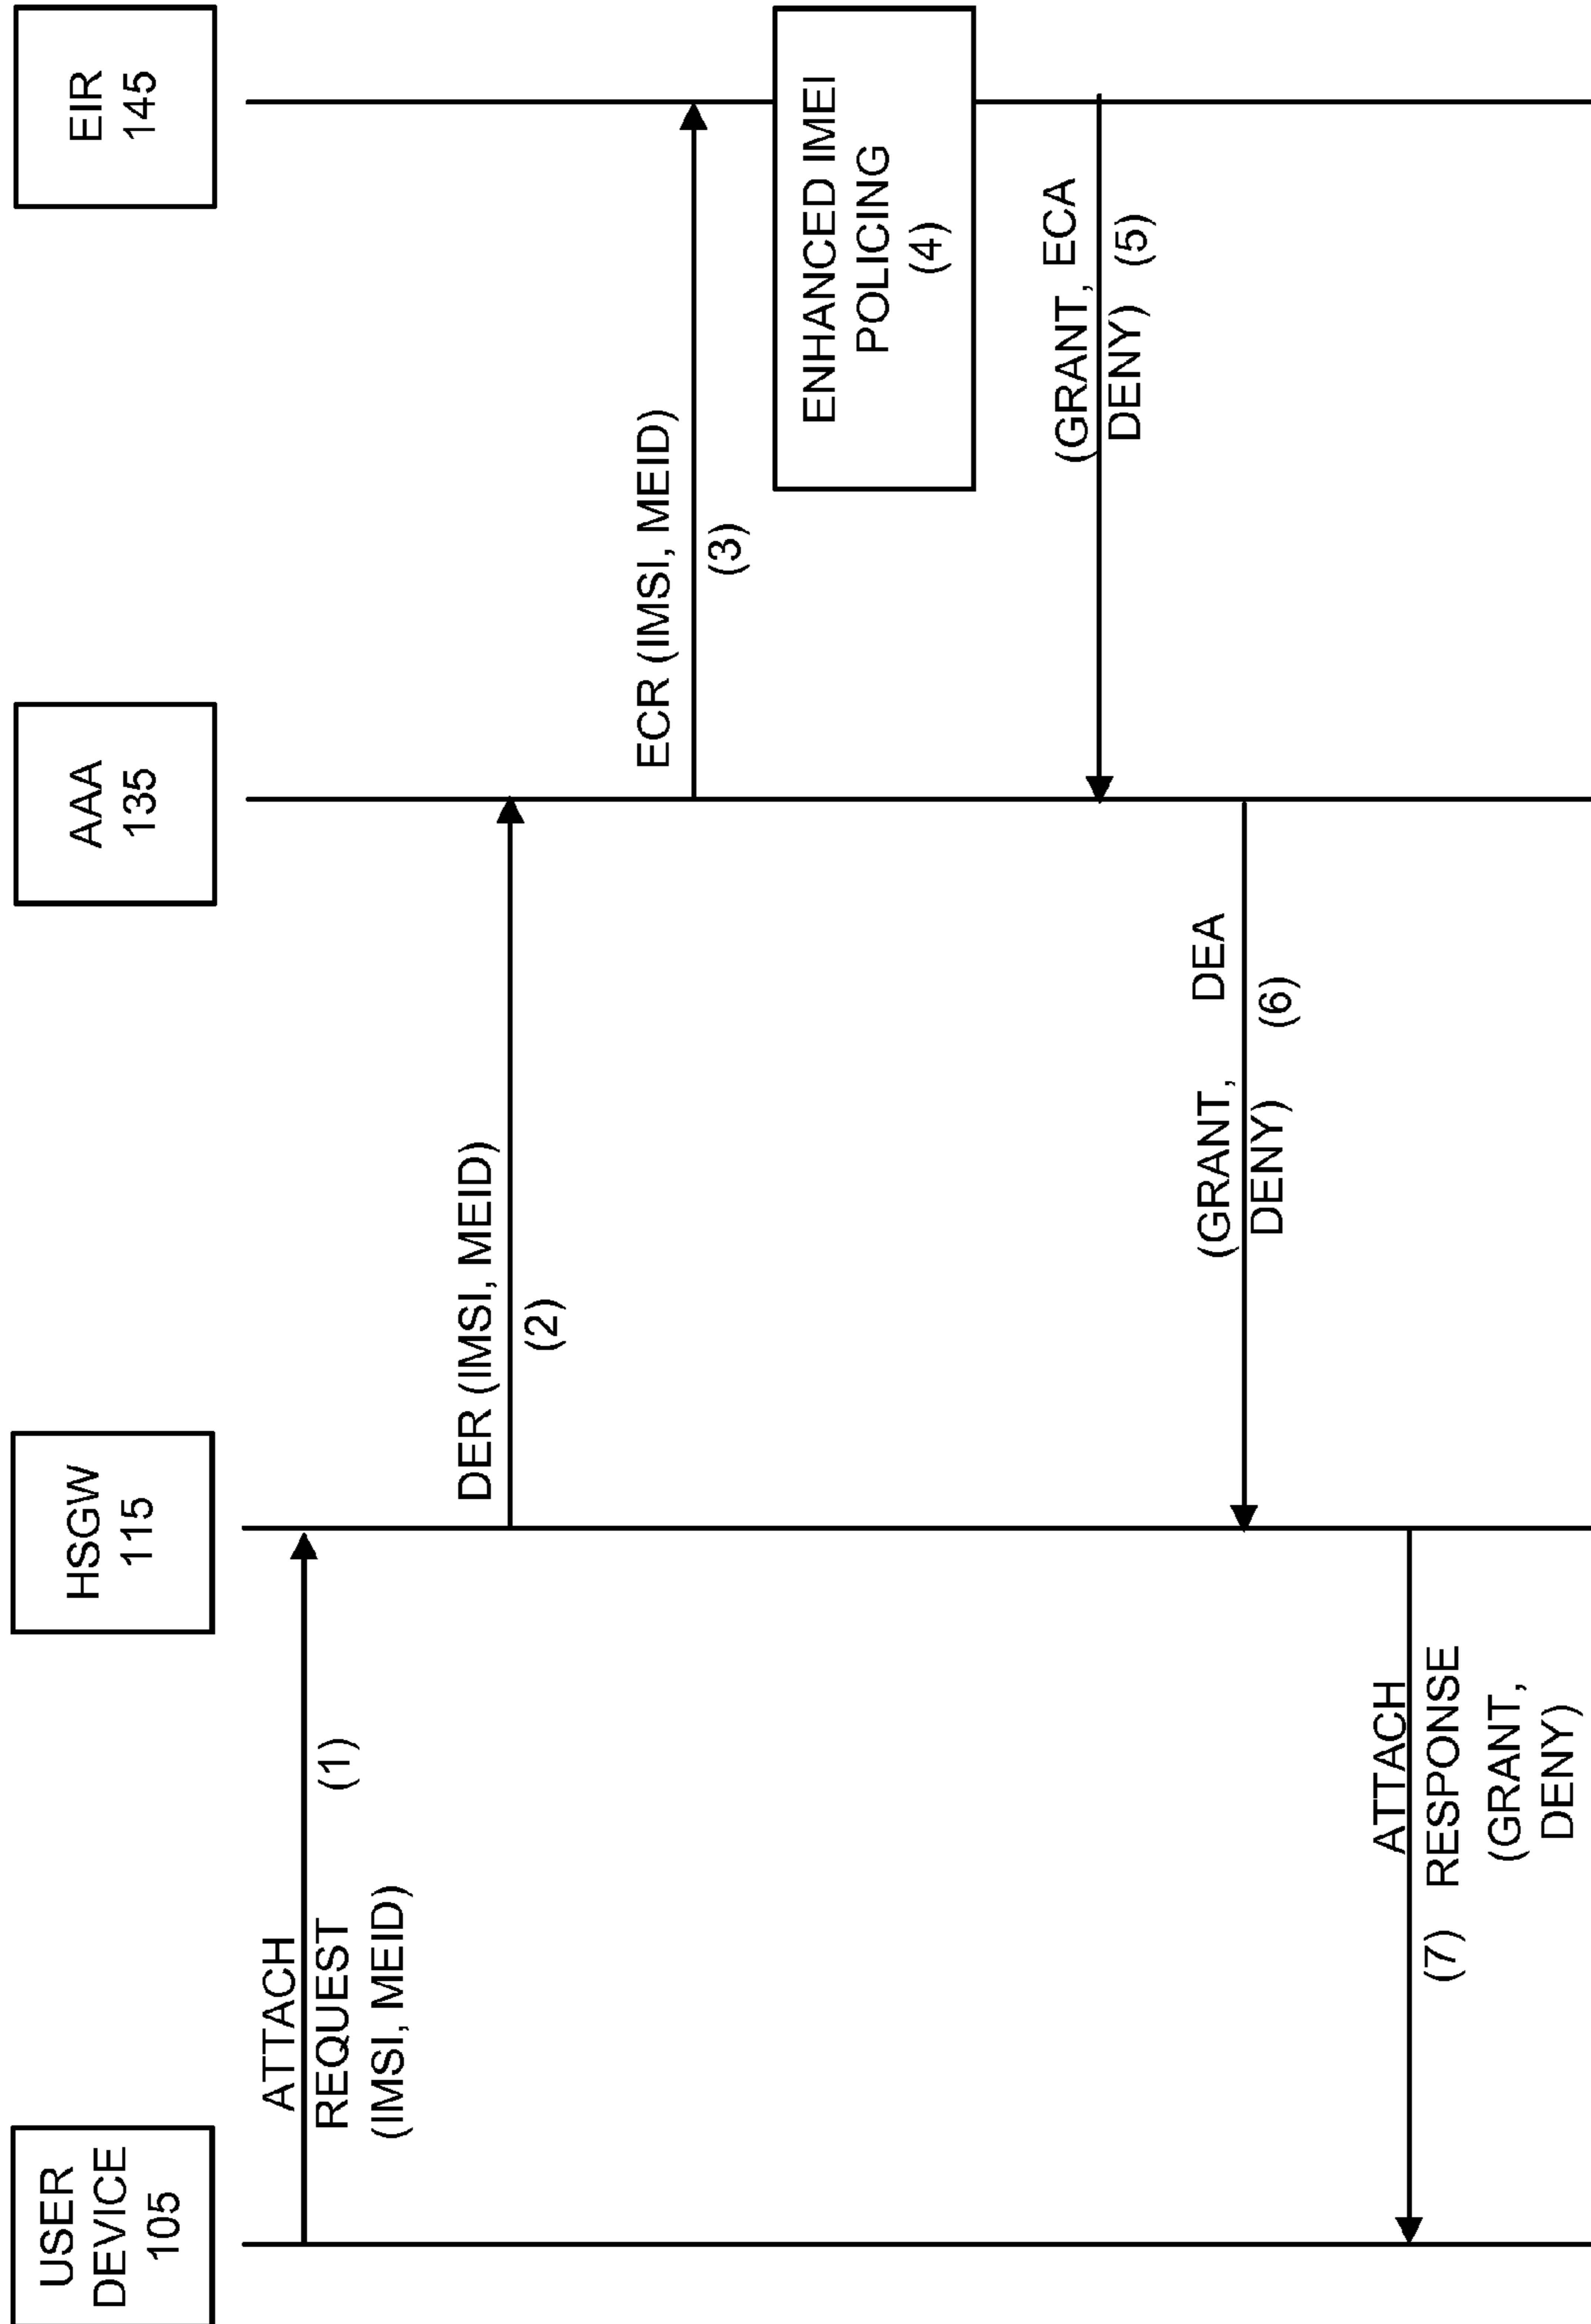 USER
DEVICE
105
HSGW
115
AAA
135
EIR
145
ATTACH
REQUEST (1)
(IMSI, MEID)
DER (IMSI, MEID)
(2)
ECR (IMSI, MEID)
(3)
ENHANCED IMEI
POLICING
(4)
(GRANT, ECA
DENY) (5)
(GRANT, DEA
DENY) (6)
ATTACH
(7) RESPONSE
(GRANT,
DENY)